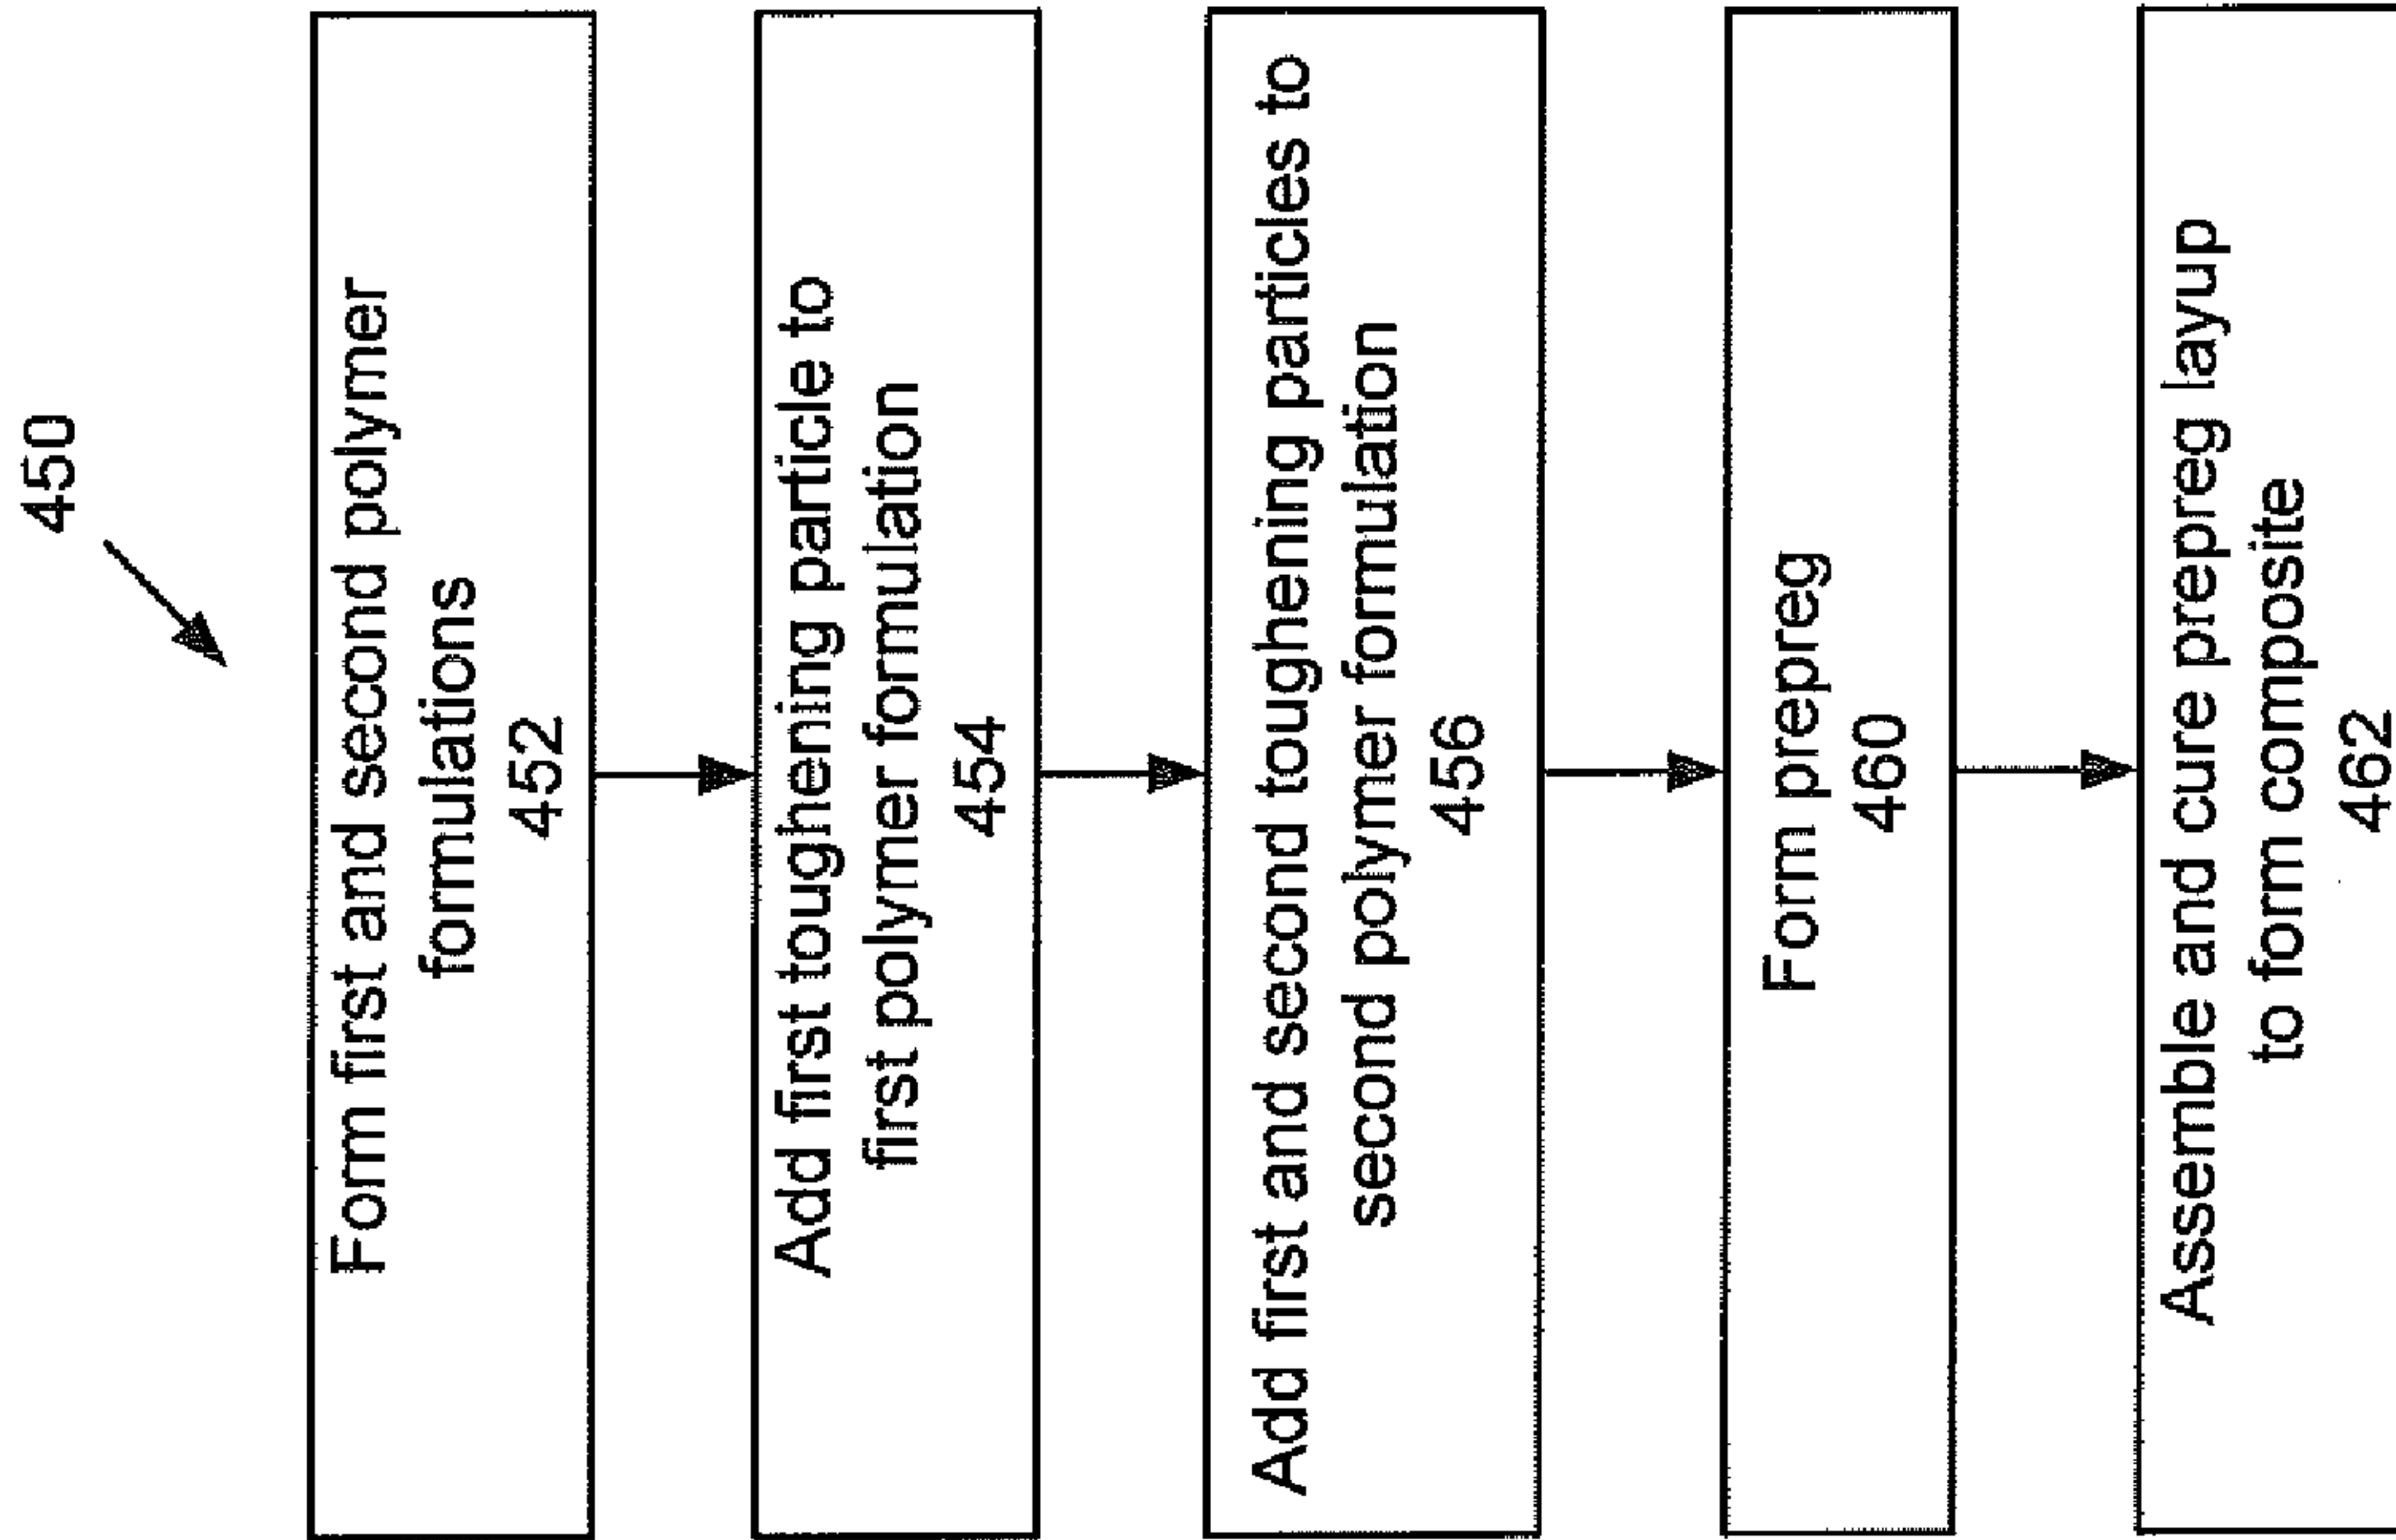 450
Form first and second polymer
formulations
452
Add first toughening particle to
first polymer formulation
454
Add first and second toughening particles to
second polymer formulation
456
Form prepreg
460
Assemble and cure prepreg layup
to form composite
462